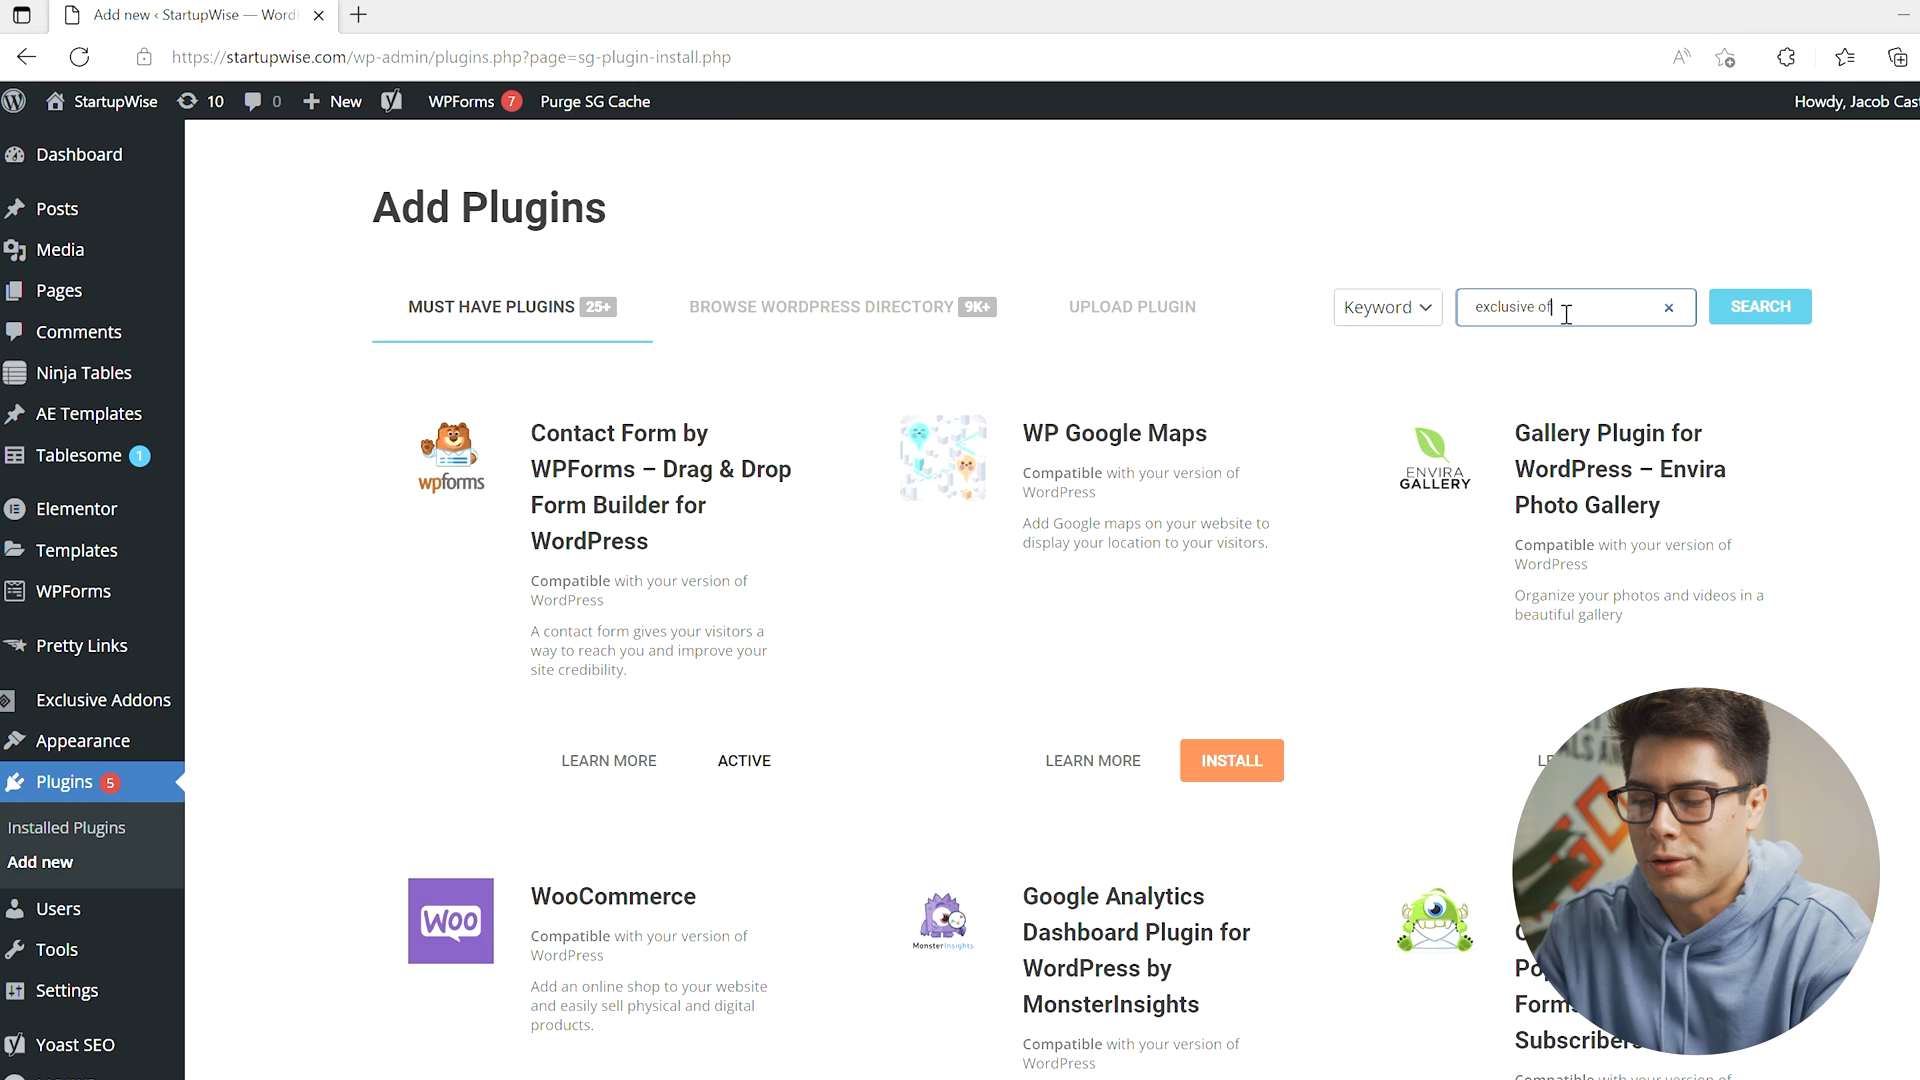 Add new ‹ StartupWise — Word
https://startupwise.com/wp-admin/plugins.php?page=sg-plugin-install.php
StartupWise 10 0 New WPForms 7 Purge SG Cache
Howdy, Jacob Cast
Dashboard
Posts
Media
Pages
Comments
Ninja Tables
AE Templates
Tablesome 1
Elementor
Templates
WPForms
Pretty Links
Exclusive Addons
Appearance
Plugins 5
Installed Plugins
Add new
Users
Tools
Settings
Yoast SEO
Add Plugins
MUST HAVE PLUGINS 25+
BROWSE WORDPRESS DIRECTORY 9K+
UPLOAD PLUGIN
Keyword
exclusive of
SEARCH
wpforms
Contact Form by
WPForms – Drag & Drop
Form Builder for
WordPress
Compatible with your version of
WordPress
A contact form gives your visitors a
way to reach you and improve your
site credibility.
LEARN MORE ACTIVE
WP Google Maps
Compatible with your version of
WordPress
Add Google maps on your website to
display your location to your visitors.
LEARN MORE INSTALL
ENVIRA
GALLERY
Gallery Plugin for
WordPress – Envira
Photo Gallery
Compatible with your version of
WordPress
Organize your photos and videos in a
beautiful gallery
LE
WOO
WooCommerce
Compatible with your version of
WordPress
Add an online shop to your website
and easily sell physical and digital
products.
MonsterInsights
Google Analytics
Dashboard Plugin for
WordPress by
MonsterInsights
Compatible with your version of
WordPress
Form
Subscribers